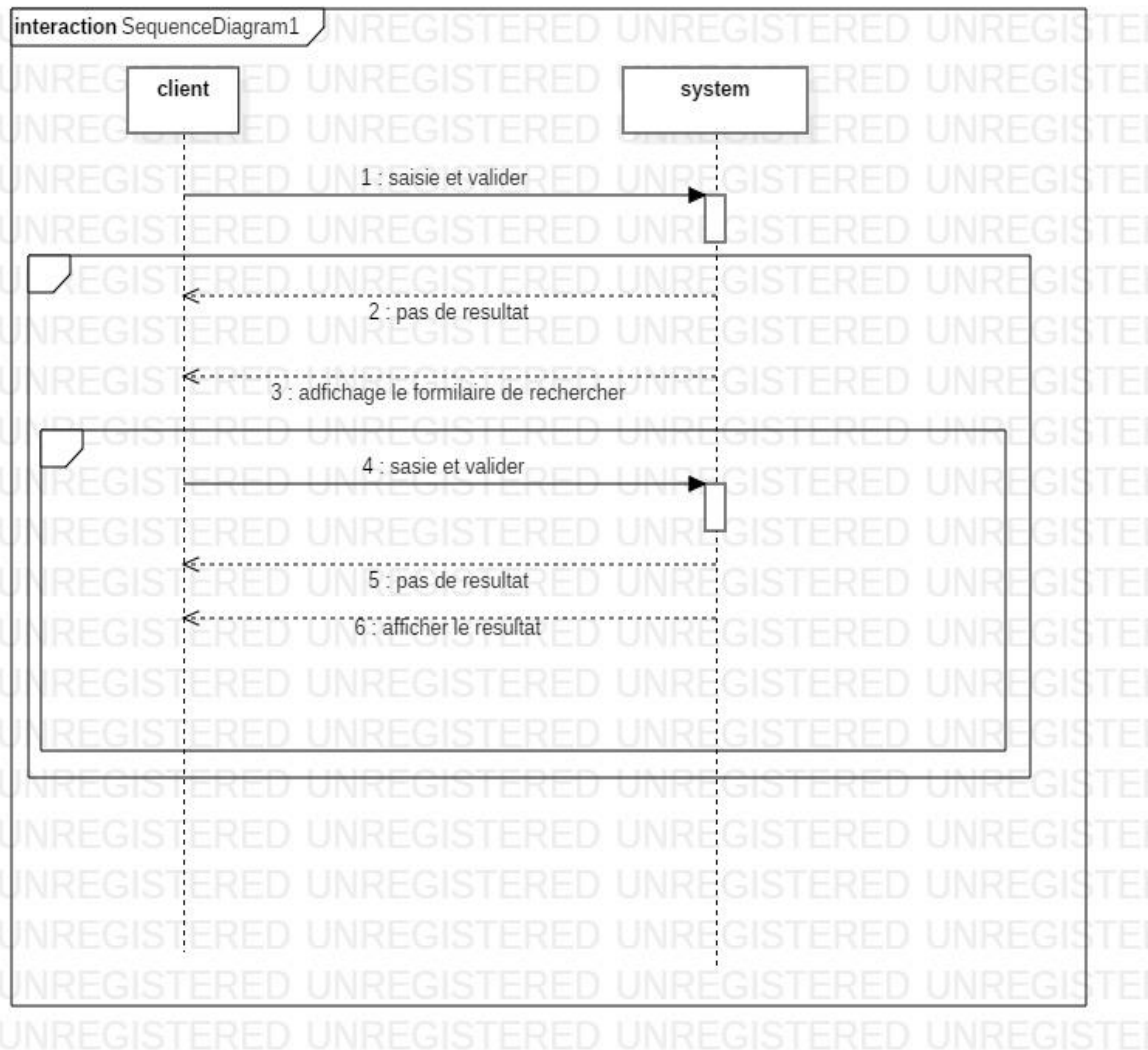 interaction SequenceDiagram1
client
system
1 : saisie et valider
2 : pas de resultat
3 : adfichage le formilaire de rechercher
4 : sasie et valider
5 : pas de resultat
6 : afficher le resultat
UNREGISTERED